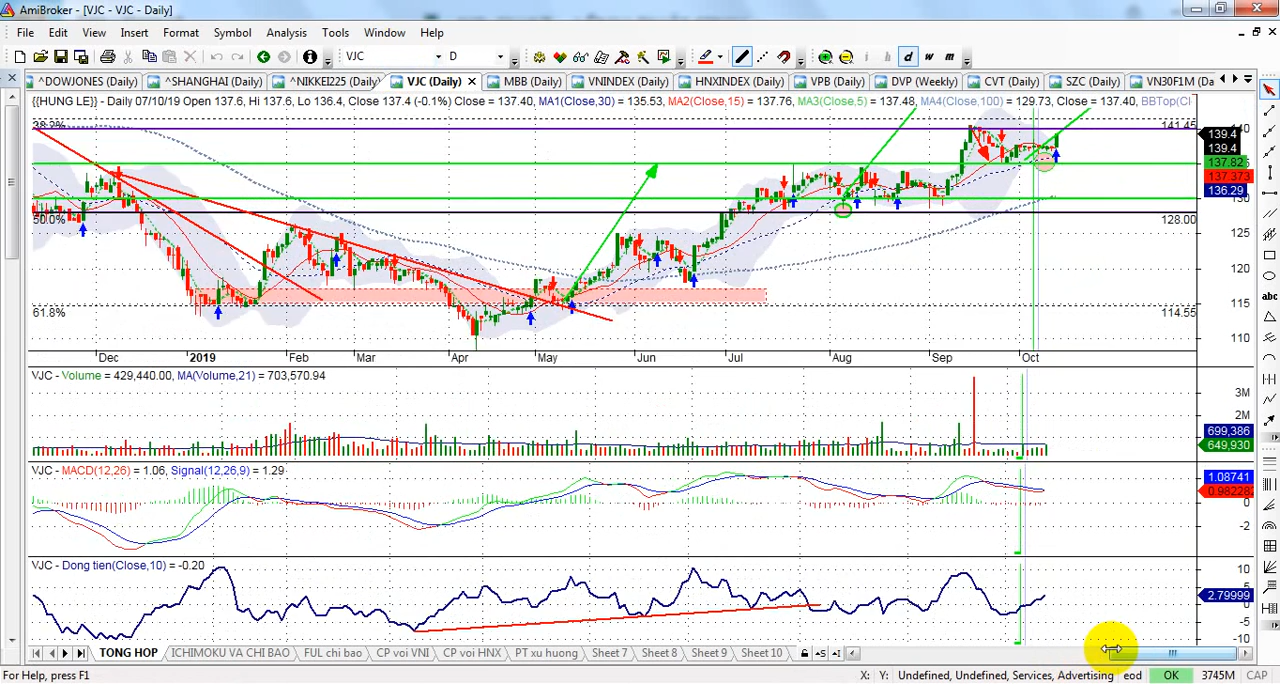 AmiBroker - [VJC - VJC - Daily]
File Edit View Insert Format Symbol Analysis Tools Window Help
VJC D
^DOWJONES (Daily) ^SHANGHAI (Daily) ^NIKKEI225 (Daily) VJC (Daily) MBB (Daily) VNINDEX (Daily) HNXINDEX (Daily) VPB (Daily) DVP (Weekly) CVT (Daily) SZC (Daily) VN30F1M (Da
{{HUNG LE}} - Daily 07/10/19 Open 137.6, Hi 137.6, Lo 136.4, Close 137.4 (-0.1%) Close = 137.40, MA1(Close,30) = 135.53, MA2(Close,15) = 137.76, MA3(Close,5) = 137.48, MA4(Close,100) = 129.73, Close = 137.40, BBTop(Cl
38.2% 141.45
140
139.4
139.4
137.82
137.373
136.29
130
50.0% 128.00
125
120
115
61.8% 114.55
110
Dec 2019 Feb Mar Apr May Jun Jul Aug Sep Oct
VJC - Volume = 429,440.00, MA(Volume,21) = 703,570.94
3M
2M
699,386
649,930
VJC - MACD(12,26) = 1.06, Signal(12,26,9) = 1.29
1.08741
0.98228
0
-2
VJC - Dong tien(Close,10) = -0.20
10
5
2.79999
0
-5
-10
TONG HOP ICHIMOKU VA CHI BAO FUL chi bao CP voi VNI CP voi HNX PT xu huong Sheet 7 Sheet 8 Sheet 9 Sheet 10
For Help, press F1 X: Y: Undefined, Undefined, Services, Advertising eod OK 3745M CAP